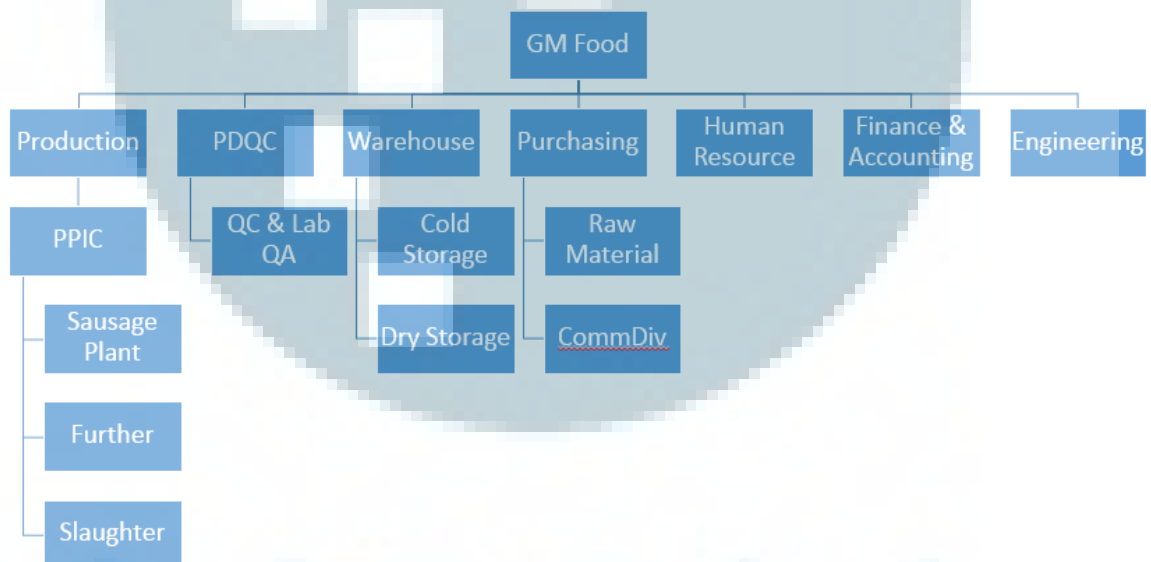 GM Food
Production
PDQC
Warehouse
Purchasing
Human
Resource
Finance &
Accounting
Engineering
PPIC
QC & Lab
QA
Cold
Storage
Raw
Material
Sausage
Plant
Dry Storage
CommDiv
Further
Slaughter